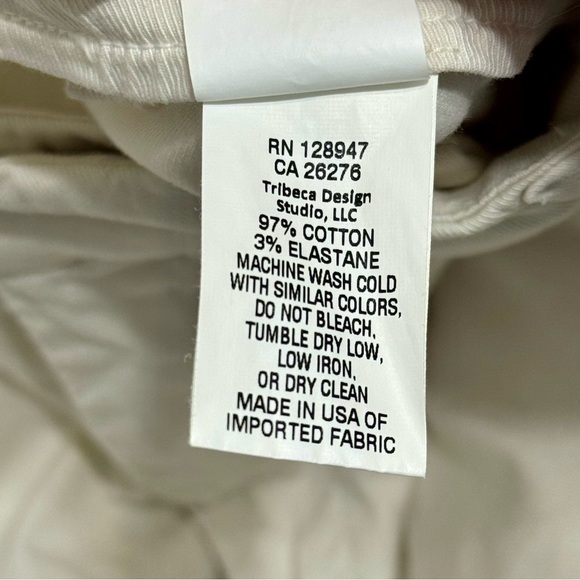 RN 128947
CA 26276
Tribeca Design
Studio, LLC
97% COTTON
3% ELASTANE
MACHINE WASH COLD
WITH SIMILAR COLORS,
DO NOT BLEACH,
TUMBLE DRY LOW,
LOW IRON,
OR DRY CLEAN
MADE IN USA OF
IMPORTED FABRIC